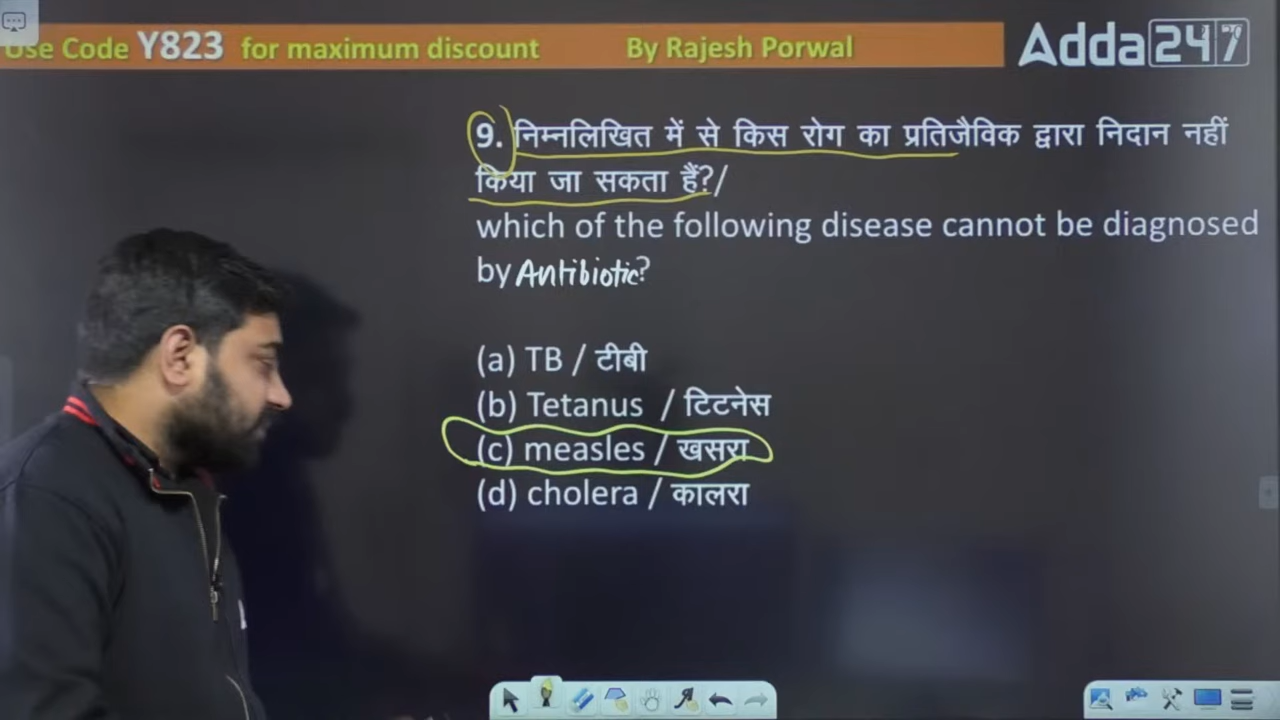 Use Code Y823 for maximum discount By Rajesh Porwal Adda247
9. निम्नलिखित में से किस रोग का प्रतिजैविक द्वारा निदान नहीं
किया जा सकता हैं?/
which of the following disease cannot be diagnosed
by Antibiotic?
(a) TB / टीबी
(b) Tetanus / टिटनेस
(c) measles / खसरा
(d) cholera / कालरा